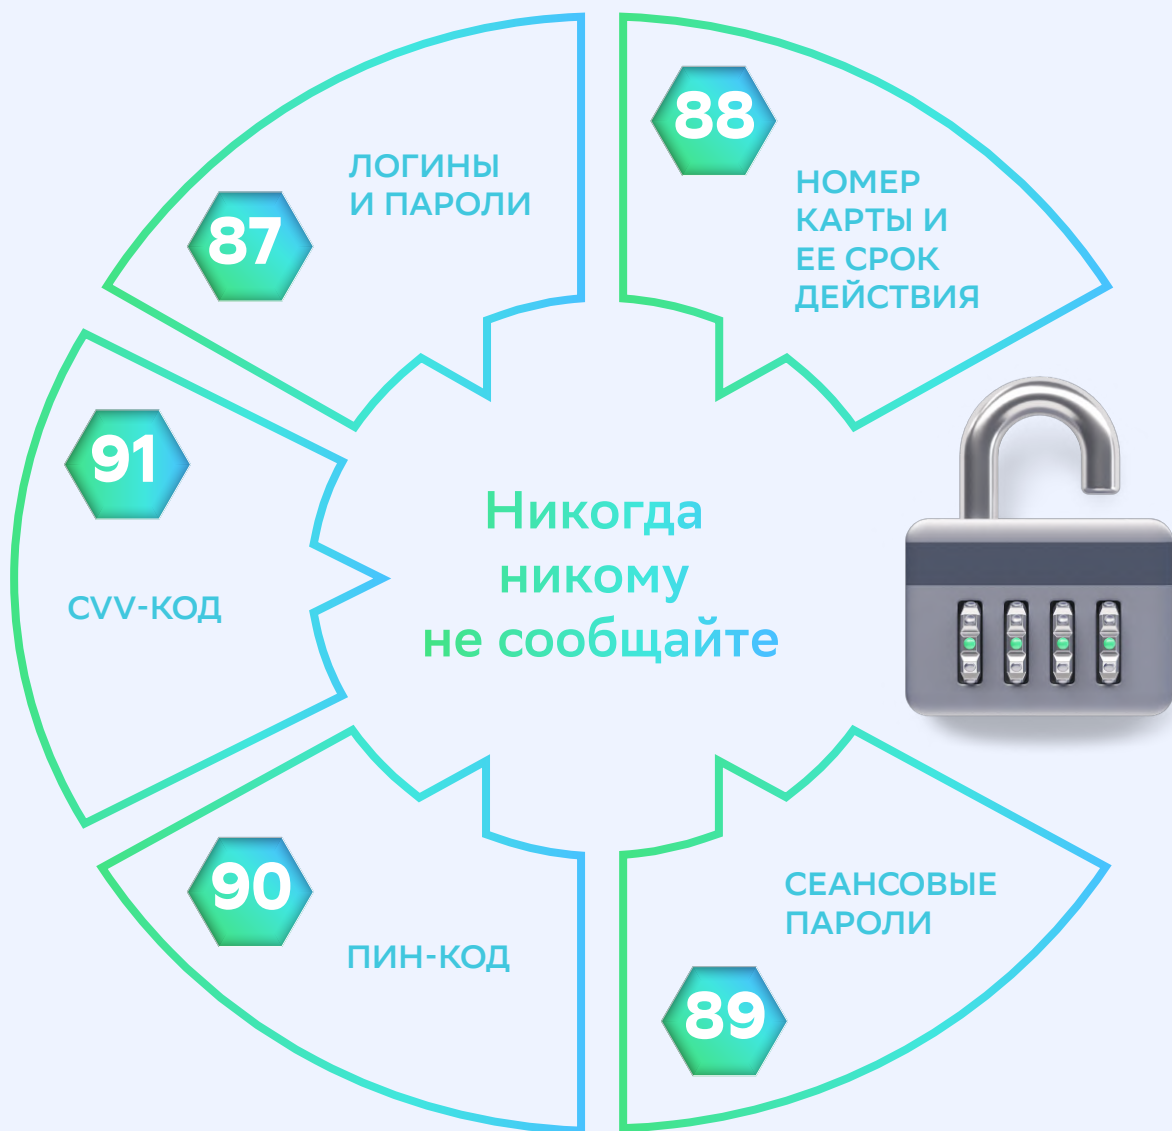 87
ЛОГИНЫ
И ПАРОЛИ
88
НОМЕР
КАРТЫ И
ЕЕ СРОК
ДЕЙСТВИЯ
91
CVV-КОД
Никогда
никому
не сообщайте
90
ПИН-КОД
СЕАНСОВЫЕ
ПАРОЛИ
89